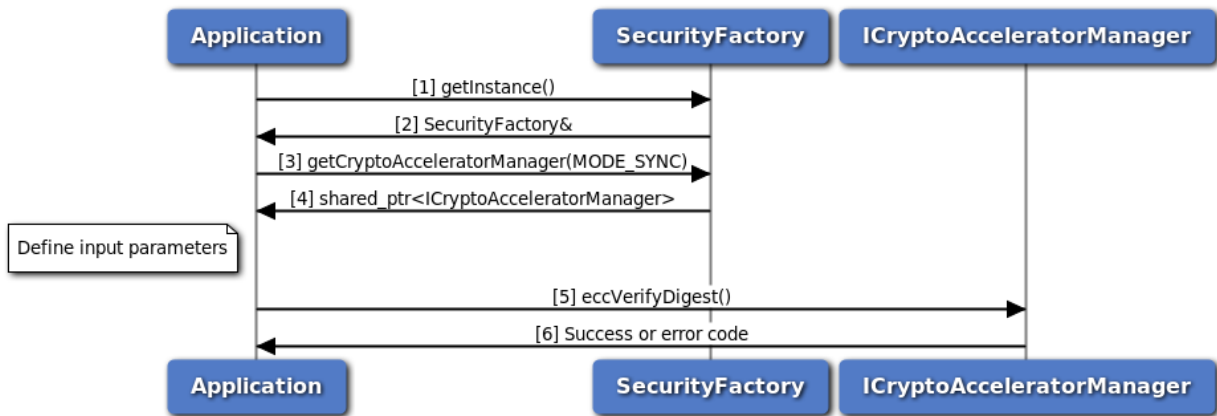 Application
SecurityFactory
ICryptoAcceleratorManager
[1] getInstance()
[2] SecurityFactory&
[3] getCryptoAcceleratorManager(MODE_SYNC)
[4] shared_ptr<ICryptoAcceleratorManager>
Define input parameters
[5] eccVerifyDigest()
[6] Success or error code
Application
SecurityFactory
ICryptoAcceleratorManager